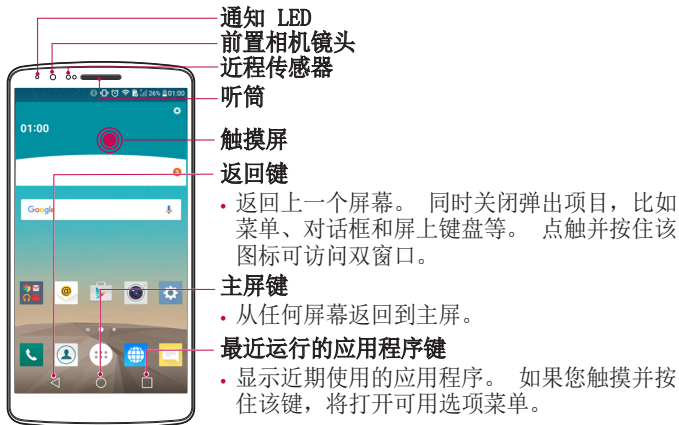 通知 LED
前置相机镜头
近程传感器
听筒
26% 01:00
01:00
触摸屏
返回键
• 返回上一个屏幕。 同时关闭弹出项目，比如
菜单、对话框和屏上键盘等。 点触并按住该
图标可访问双窗口。
Google
主屏键
• 从任何屏幕返回到主屏。
最近运行的应用程序键
• 显示近期使用的应用程序。 如果您触摸并按
住该键，将打开可用选项菜单。